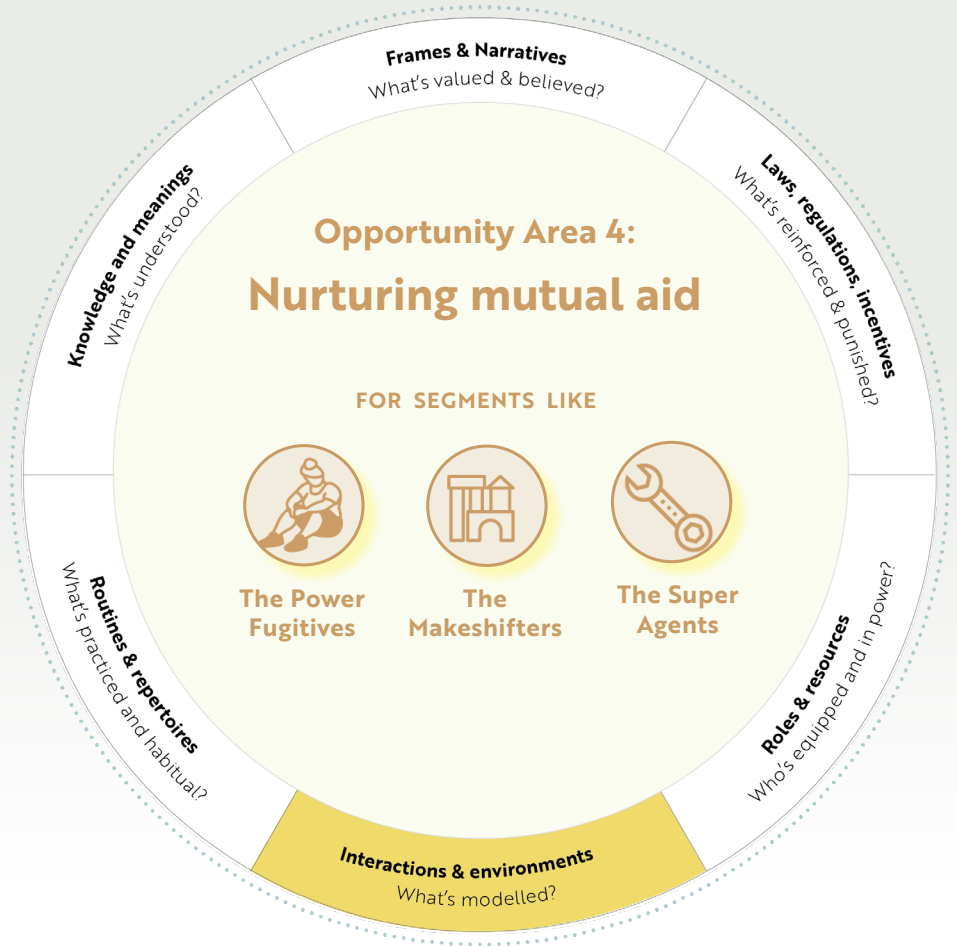 Frames & Narratives
What's valued & believed?
Laws, regulations, incentives
What's reinforced & punished?
Knowledge and meanings
What's understood?
Opportunity Area 4:
Nurturing mutual aid
FOR SEGMENTS LIKE
The Power
Fugitives
The
Makeshifters
The Super
Agents
Roles & resources
Who's equipped and in power?
Routines & repertoires
What's practiced and habitual?
Interactions & environments
What's modelled?